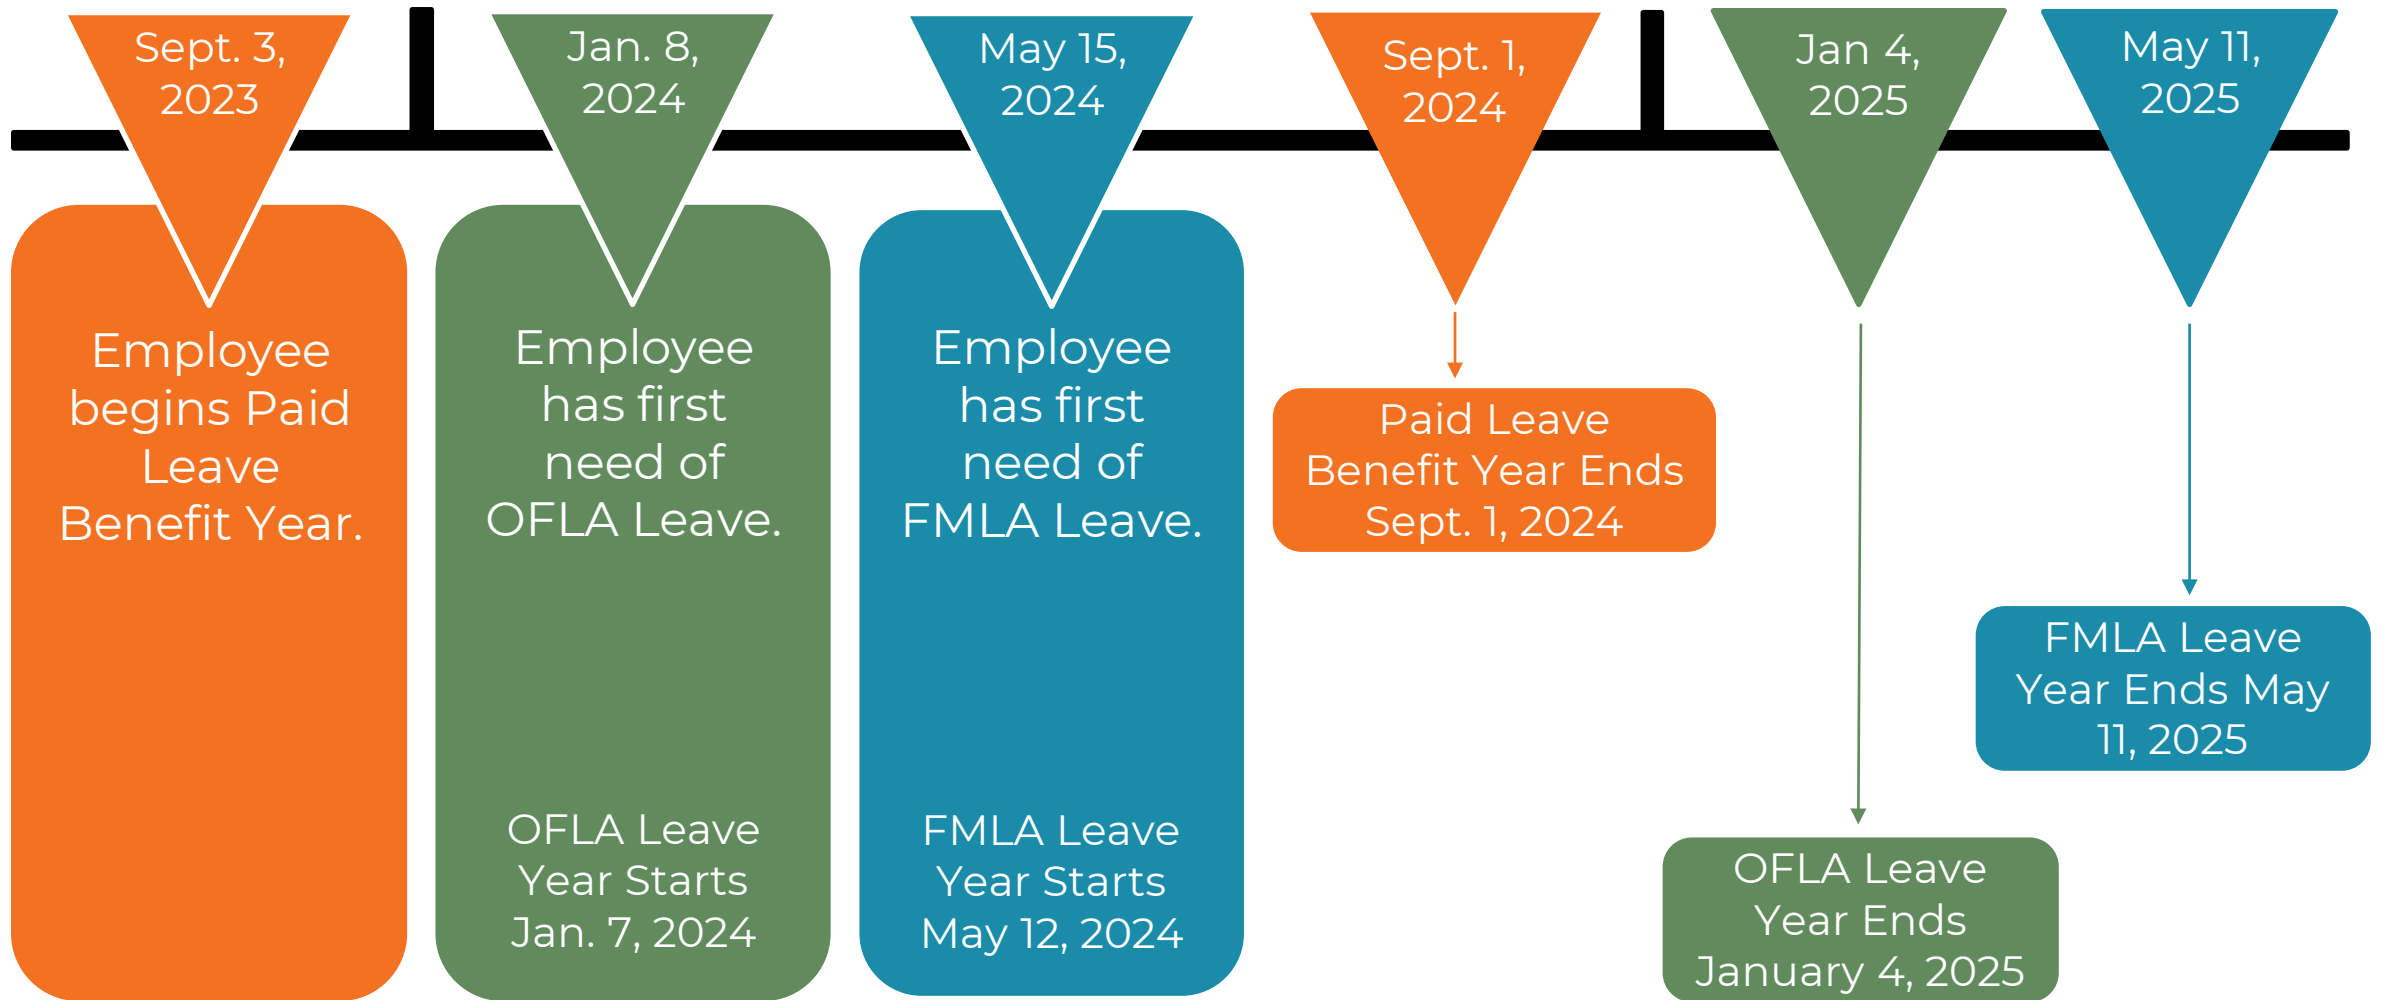 Sept. 3,
2023
Jan. 8,
2024
May 15,
2024
Sept. 1,
2024
Jan 4,
2025
May 11,
2025
Employee
begins Paid
Leave
Benefit Year.
Employee
has first
need of
OFLA Leave.
OFLA Leave
Year Starts
Jan. 7, 2024
Employee
has first
need of
FMLA Leave.
FMLA Leave
Year Starts
May 12, 2024
Paid Leave
Benefit Year Ends
Sept. 1, 2024
FMLA Leave
Year Ends May
11, 2025
OFLA Leave
Year Ends
January 4, 2025